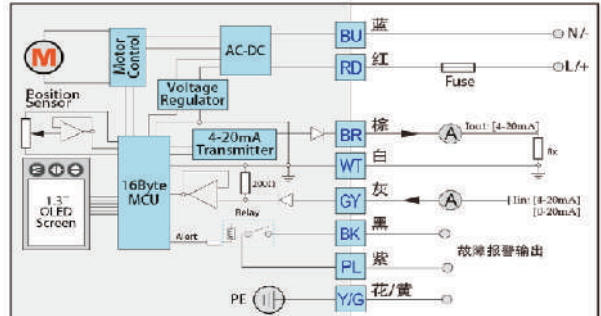 M
Motor Control
AC-DC
Voltage Regulator
Position Sensor
4-20mA Transmitter
16Byte MCU
1.3" OLED Screen
200Ω
Relay
Alert
PE
BU 蓝 N/-
RD 红 L/+
Fuse
BR 棕 A Iout: [4-20mA]
Rx
WT 白
GY 灰 A Iin: [4-20mA]
[0-20mA]
BK 黑
故障报警输出
PL 紫
Y/G 花/黄